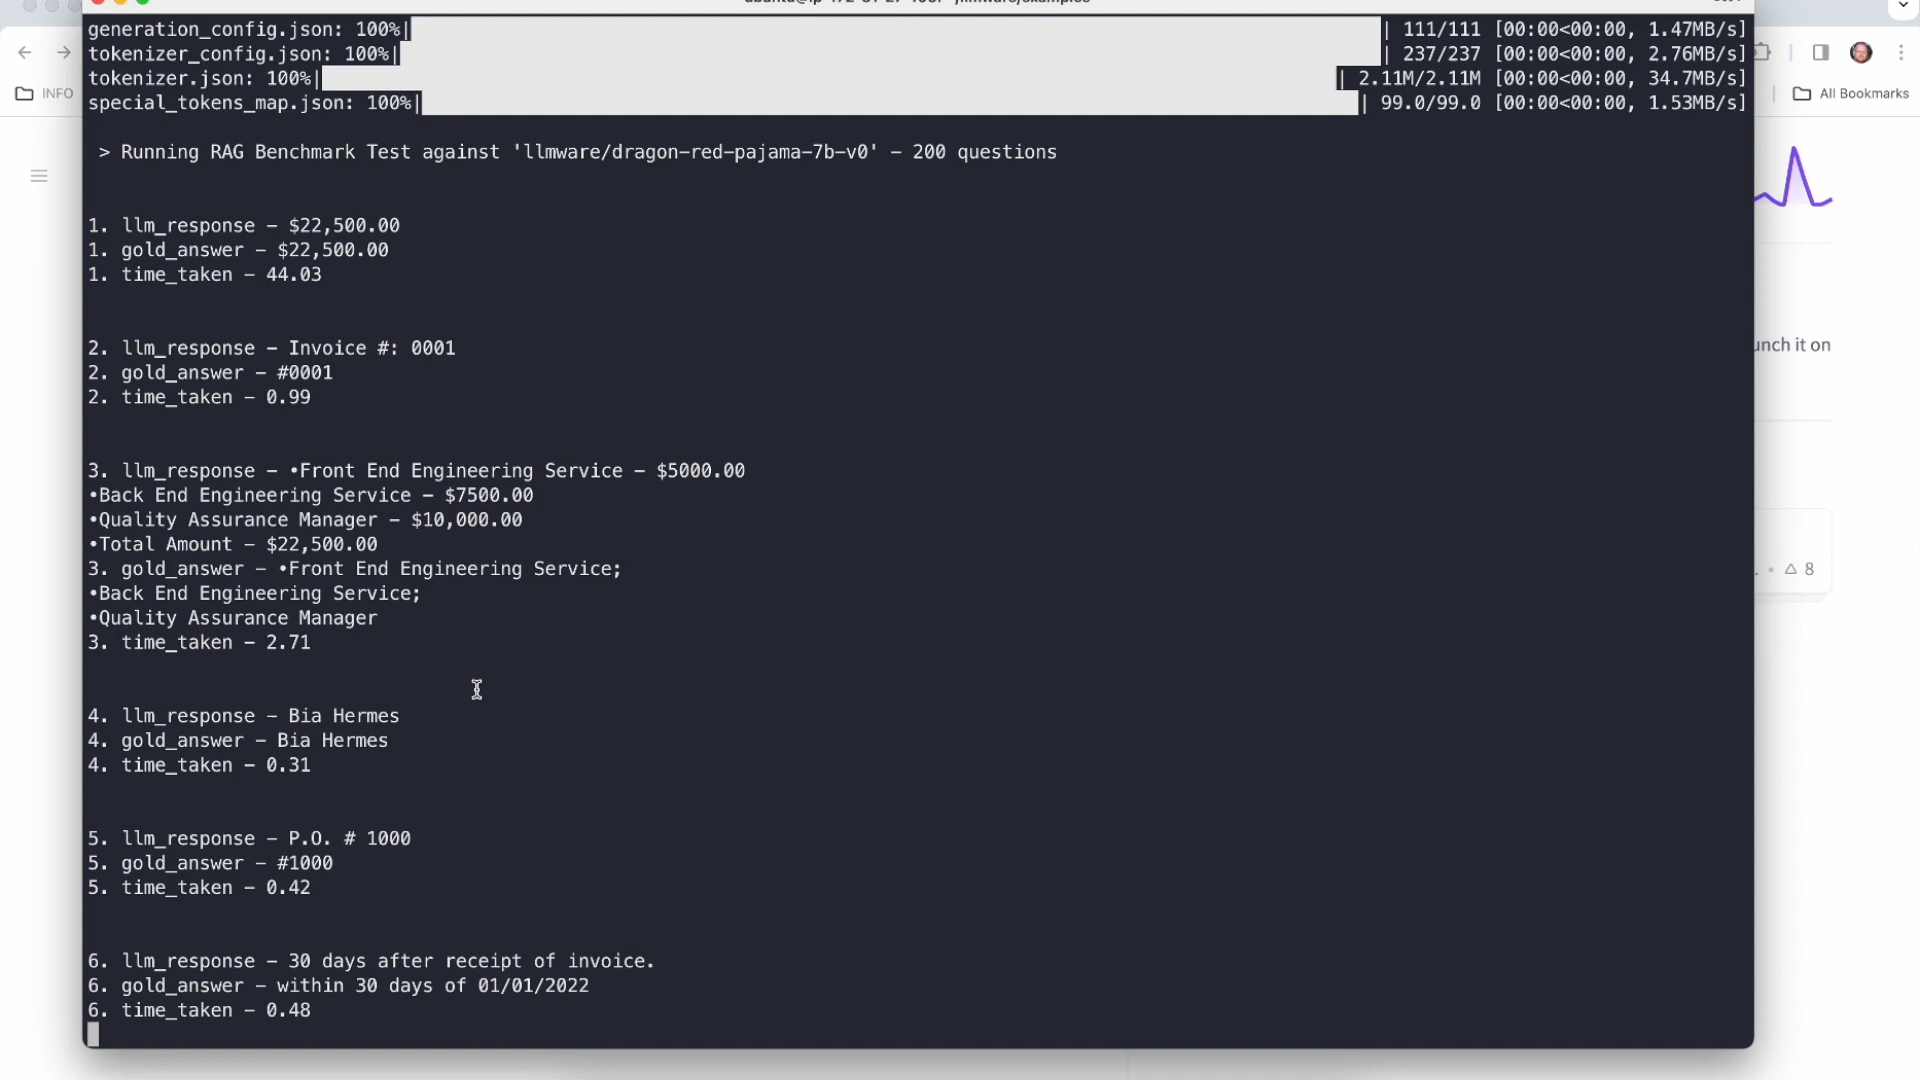 generation_config.json: 100%| | 111/111 [00:00<00:00, 1.47MB/s]
tokenizer_config.json: 100%| | 237/237 [00:00<00:00, 2.76MB/s]
tokenizer.json: 100%| | 2.11M/2.11M [00:00<00:00, 34.7MB/s]
special_tokens_map.json: 100%| | 99.0/99.0 [00:00<00:00, 1.53MB/s]
INFO
All Bookmarks
> Running RAG Benchmark Test against 'llmware/dragon-red-pajama-7b-v0' – 200 questions
1. llm_response – $22,500.00
1. gold_answer – $22,500.00
1. time_taken – 44.03
2. llm_response – Invoice #: 0001
unch it on
2. gold_answer – #0001
2. time_taken – 0.99
3. llm_response – •Front End Engineering Service – $5000.00
•Back End Engineering Service – $7500.00
•Quality Assurance Manager – $10,000.00
•Total Amount – $22,500.00
3. gold_answer – •Front End Engineering Service;
8
•Back End Engineering Service;
•Quality Assurance Manager
3. time_taken – 2.71
4. llm_response – Bia Hermes
4. gold_answer – Bia Hermes
4. time_taken – 0.31
5. llm_response – P.O. # 1000
5. gold_answer – #1000
5. time_taken – 0.42
6. llm_response – 30 days after receipt of invoice.
6. gold_answer – within 30 days of 01/01/2022
6. time_taken – 0.48